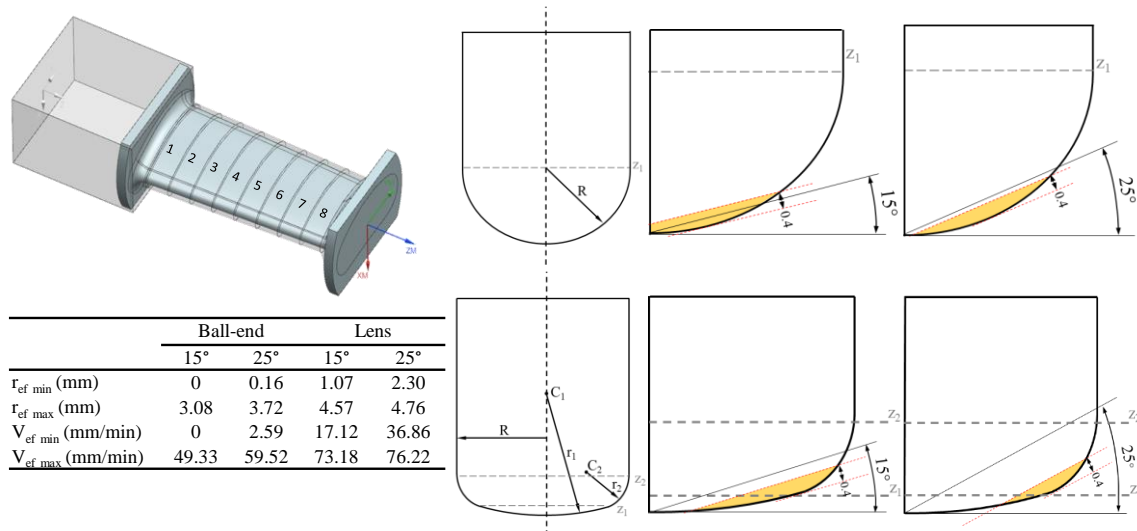 1
2
3
4
5
6
7
8
ZM
XM
Ball-end Lens
15° 25° 15° 25°
r_ef min (mm) 0 0.16 1.07 2.30
r_ef max (mm) 3.08 3.72 4.57 4.76
V_ef min (mm/min) 0 2.59 17.12 36.86
V_ef max (mm/min) 49.33 59.52 73.18 76.22
z₁
R
z₁
0.4
15°
z₁
0.4
25°
C₁
R
r₁
C₂
r₂
z₂
z₁
z₂
15°
0.4
z₁
z₂
25°
0.4